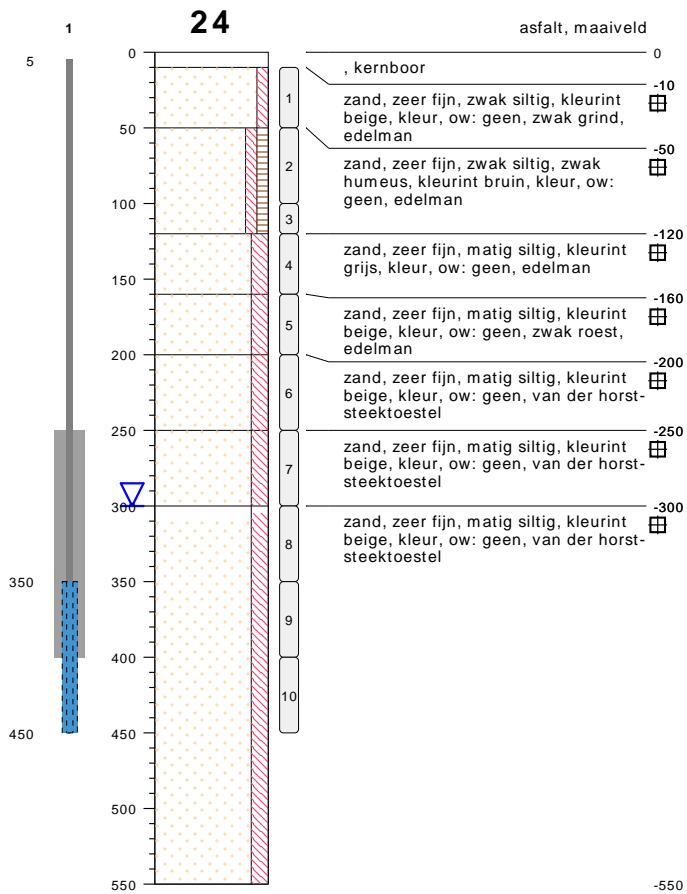 1
24
asfalt, maaiveld
5
0
0
, kernboor
-10
1
zand, zeer fijn, zwak siltig, kleurint
beige, kleur, ow: geen, zwak grind,
edelman
50
-50
2
zand, zeer fijn, zwak siltig, zwak
humeus, kleurint bruin, kleur, ow:
geen, edelman
100
3
-120
4
zand, zeer fijn, matig siltig, kleurint
grijs, kleur, ow: geen, edelman
150
-160
5
zand, zeer fijn, matig siltig, kleurint
beige, kleur, ow: geen, zwak roest,
edelman
200
-200
6
zand, zeer fijn, matig siltig, kleurint
beige, kleur, ow: geen, van der horst-
steektoestel
250
-250
7
zand, zeer fijn, matig siltig, kleurint
beige, kleur, ow: geen, van der horst-
steektoestel
300
-300
8
zand, zeer fijn, matig siltig, kleurint
beige, kleur, ow: geen, van der horst-
steektoestel
350
350
9
400
10
450
450
500
550
-550